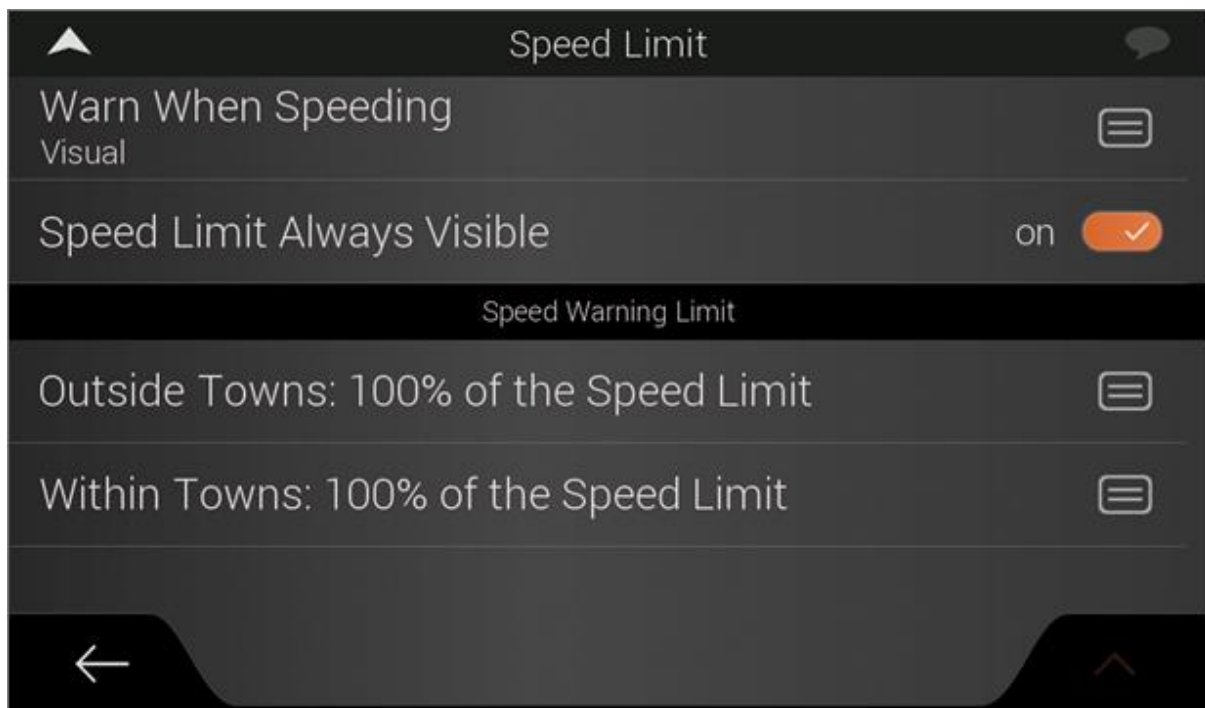 Speed Limit
Warn When Speeding
Visual
Speed Limit Always Visible on
Speed Warning Limit
Outside Towns: 100% of the Speed Limit
Within Towns: 100% of the Speed Limit